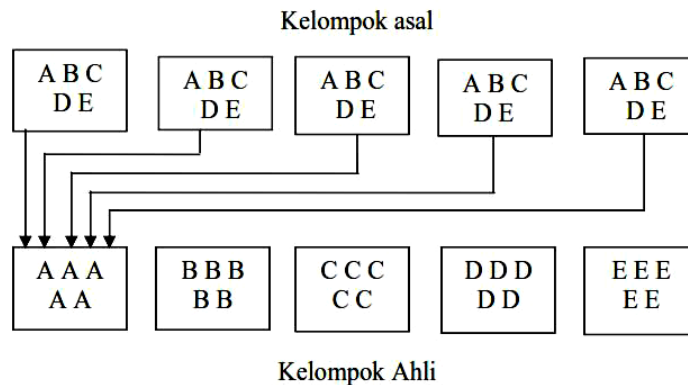 Kelompok asal
A B C
D E
A B C
D E
A B C
D E
A B C
D E
A B C
D E
A A A
A A
B B B
B B
C C C
C C
D D D
D D
E E E
E E
Kelompok Ahli